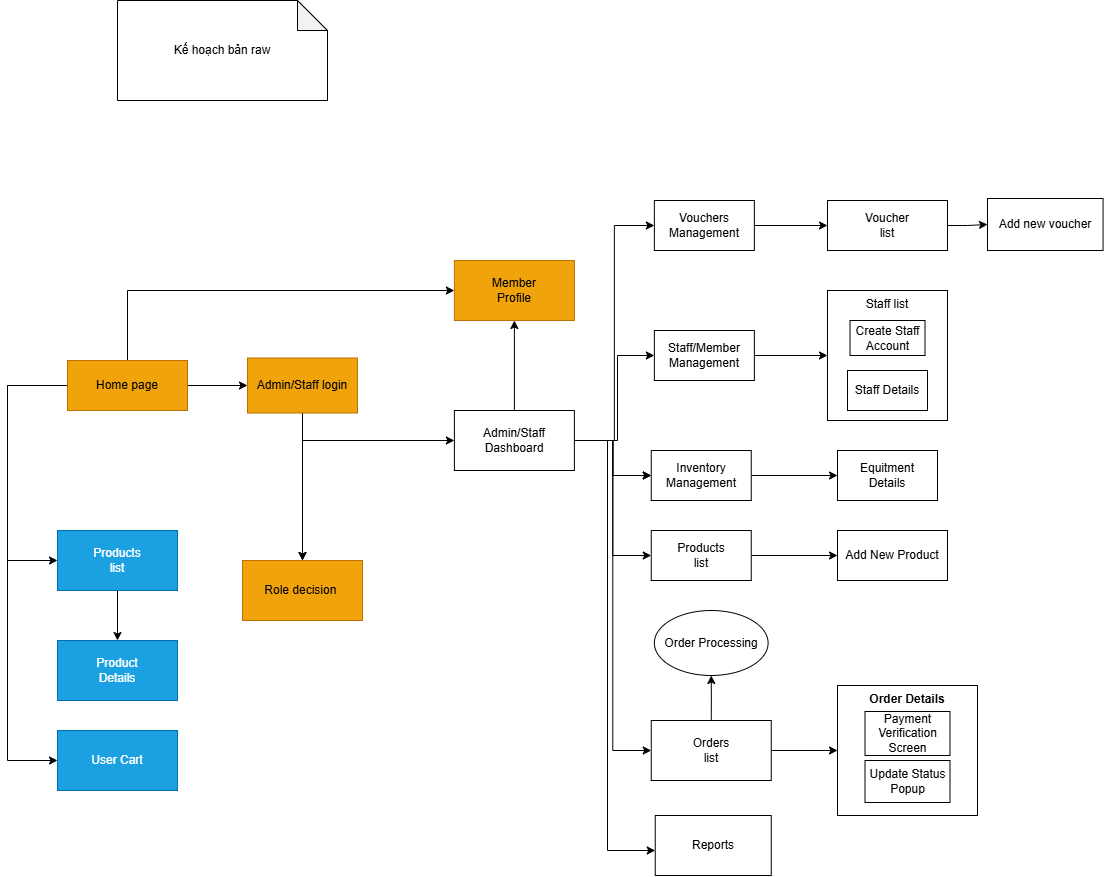 Kế hoạch bản raw
Vouchers
Management
Voucher
list
Add new voucher
Member
Profile
Staff list
Create Staff
Account
Staff Details
Staff/Member
Management
Home page
Admin/Staff login
Admin/Staff
Dashboard
Inventory
Management
Equitment
Details
Products
list
Products
list
Add New Product
Role decision
Product
Details
Order Processing
User Cart
Orders
list
Order Details
Payment
Verification
Screen
Update Status
Popup
Reports